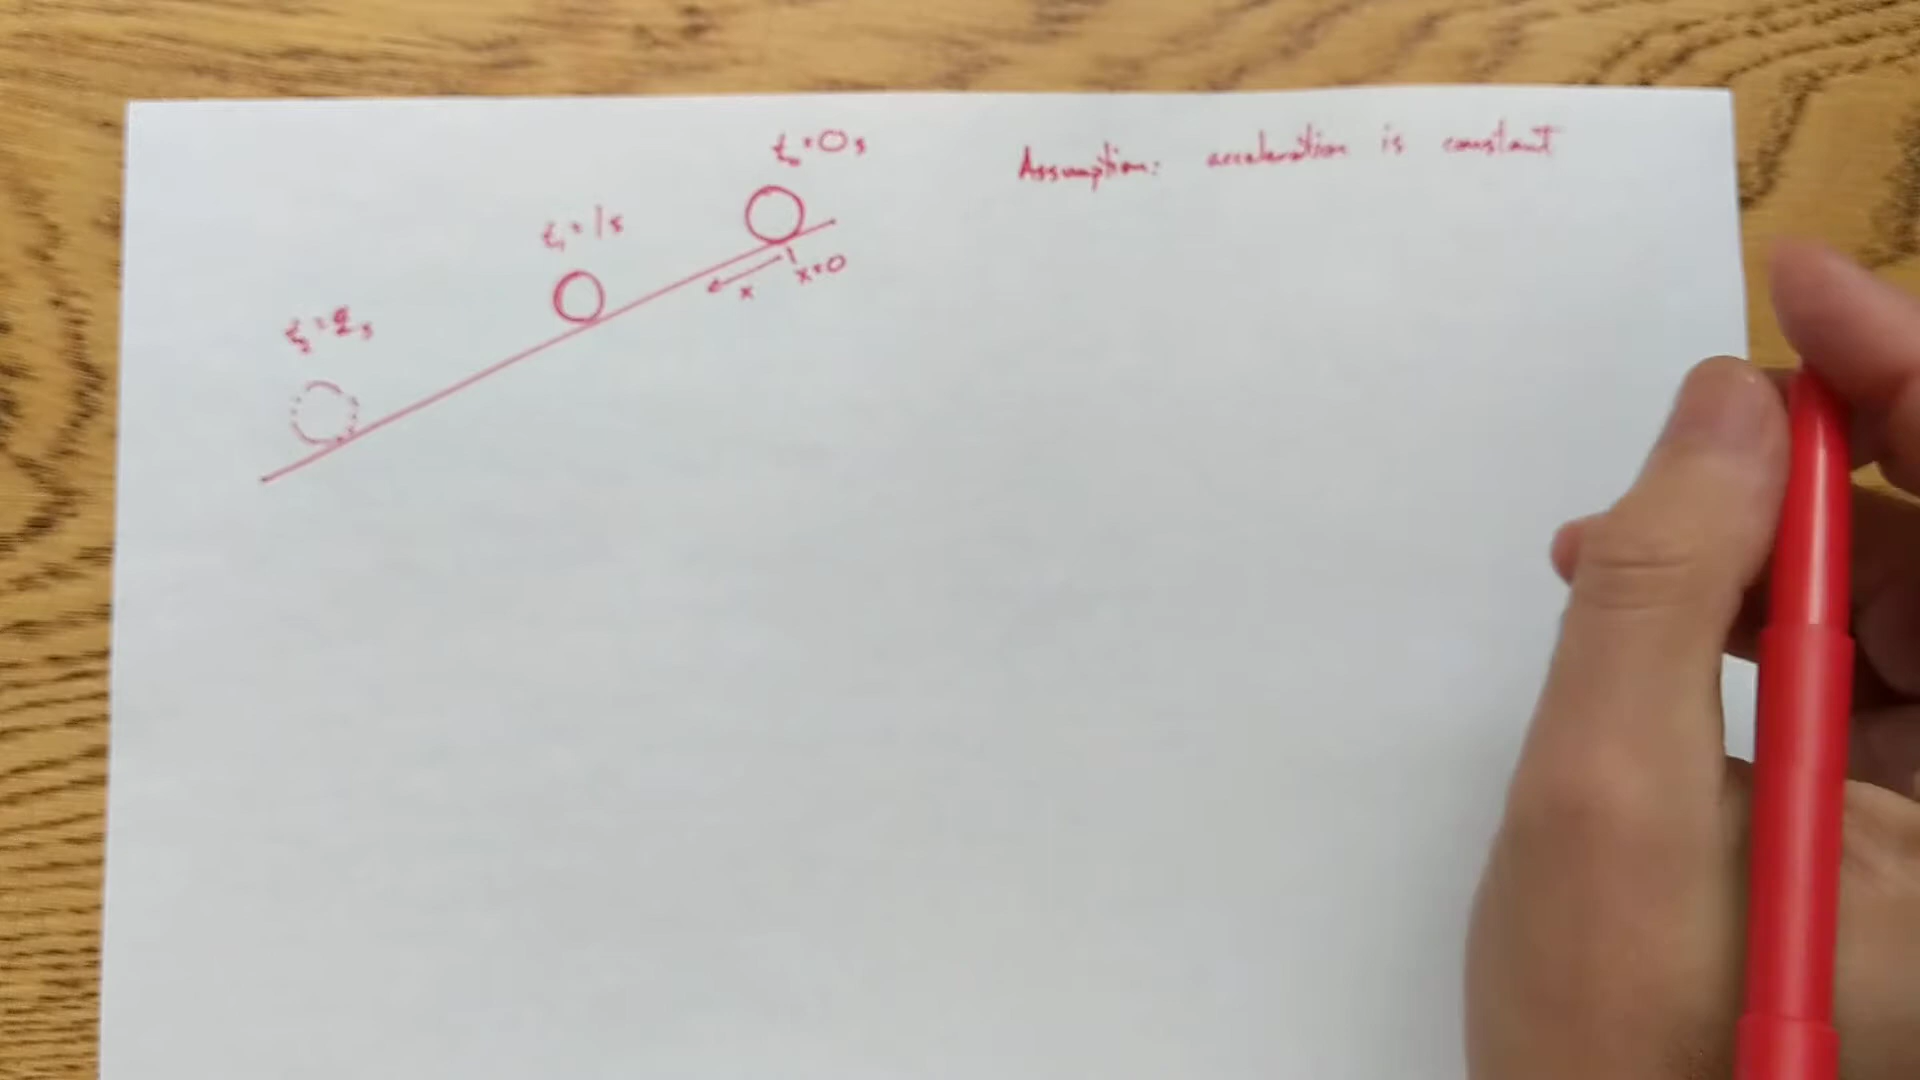 t₀=0s
Assumption: acceleration is constant
t₁=1s
x=0
x
t₂=2s